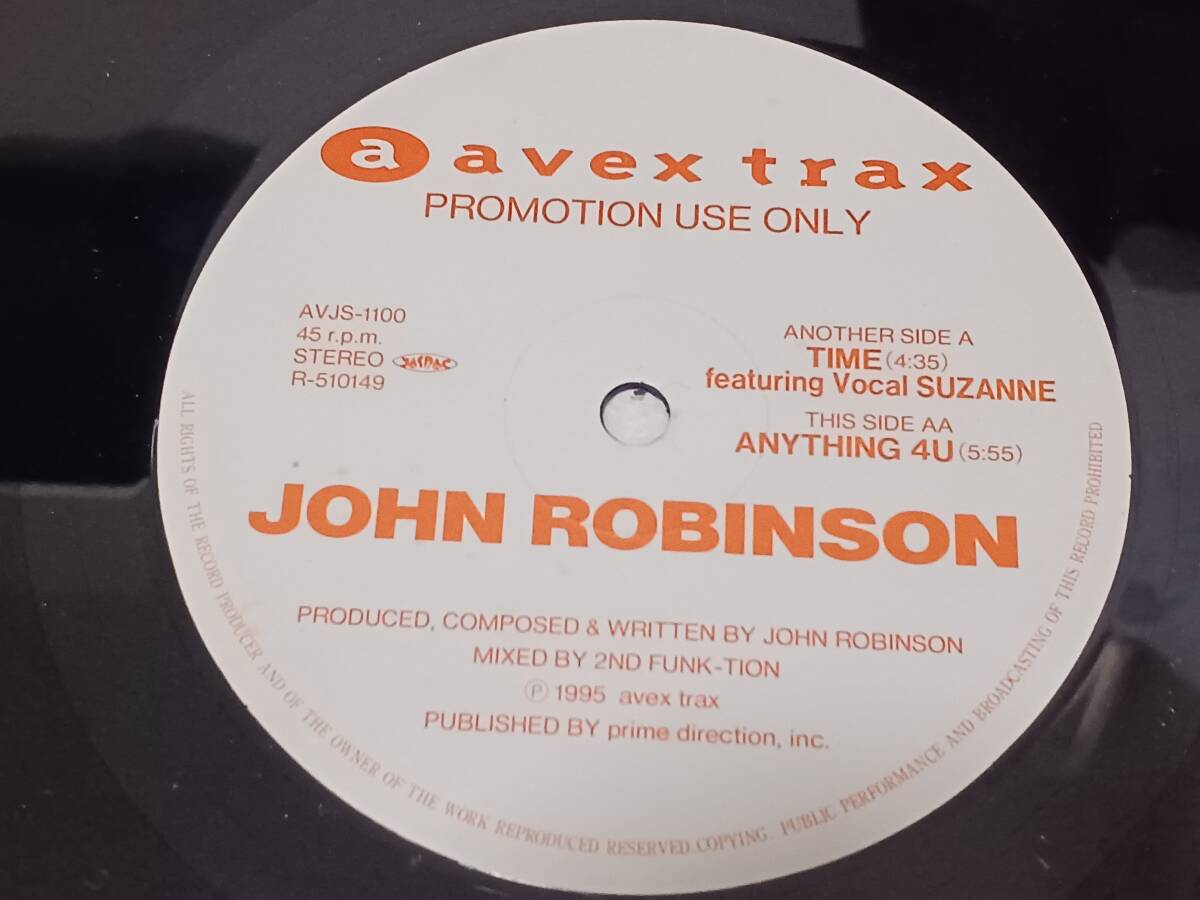 a avex trax
PROMOTION USE ONLY
AVJS-1100
45 r.p.m.
STEREO JASRAC
R-510149
ANOTHER SIDE A
TIME (4:35)
featuring Vocal SUZANNE
THIS SIDE AA
ANYTHING 4U (5:55)
JOHN ROBINSON
PRODUCED, COMPOSED & WRITTEN BY JOHN ROBINSON
MIXED BY 2ND FUNK-TION
Ⓟ 1995 avex trax
PUBLISHED BY prime direction, inc.
ALL RIGHTS OF THE RECORD PRODUCER AND OF THE OWNER OF THE WORK REPRODUCED RESERVED COPYING. PUBLIC PERFORMANCE AND BROADCASTING OF THIS RECORD PROHIBITED